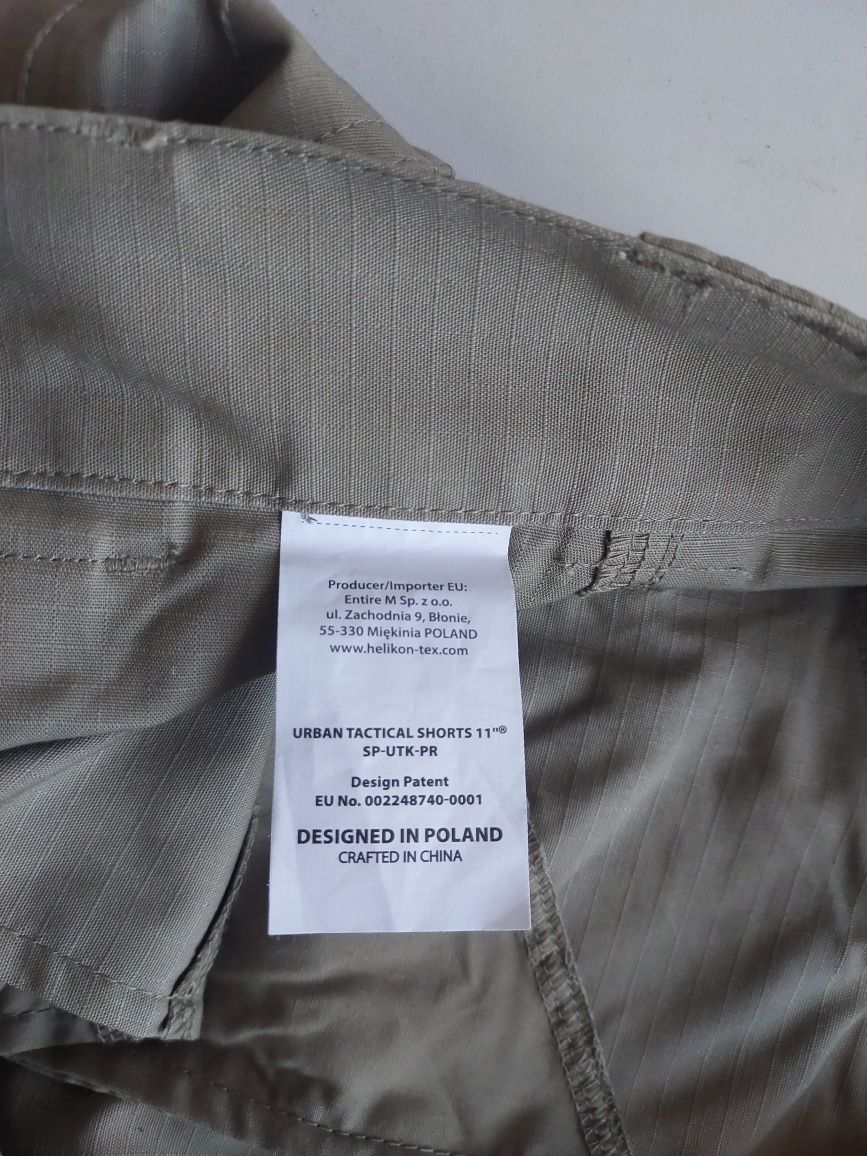 Producer/Importer EU:
Entire M Sp. z o.o.
ul. Zachodnia 9, Błonie,
55-330 Miękinia POLAND
www.helikon-tex.com
URBAN TACTICAL SHORTS 11"®
SP-UTK-PR
Design Patent
EU No. 002248740-0001
DESIGNED IN POLAND
CRAFTED IN CHINA